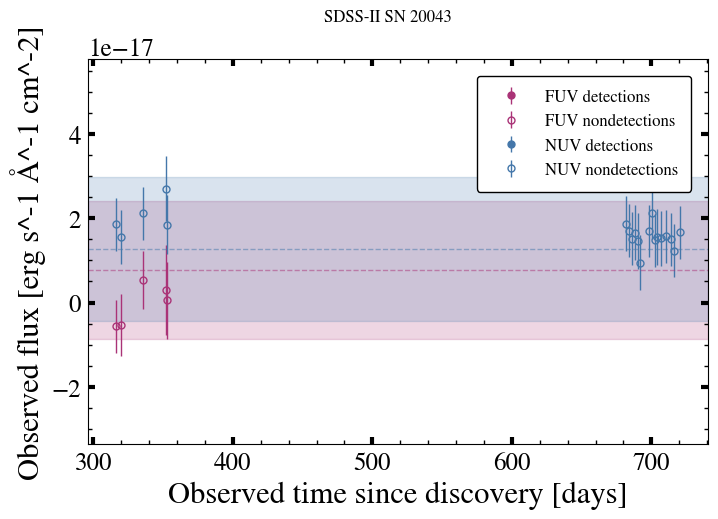 SDSS-II SN 20043
1e−17
FUV detections
FUV nondetections
NUV detections
NUV nondetections
4
2
0
−2
Observed flux [erg s^-1 Å^-1 cm^-2]
300 400 500 600 700
Observed time since discovery [days]